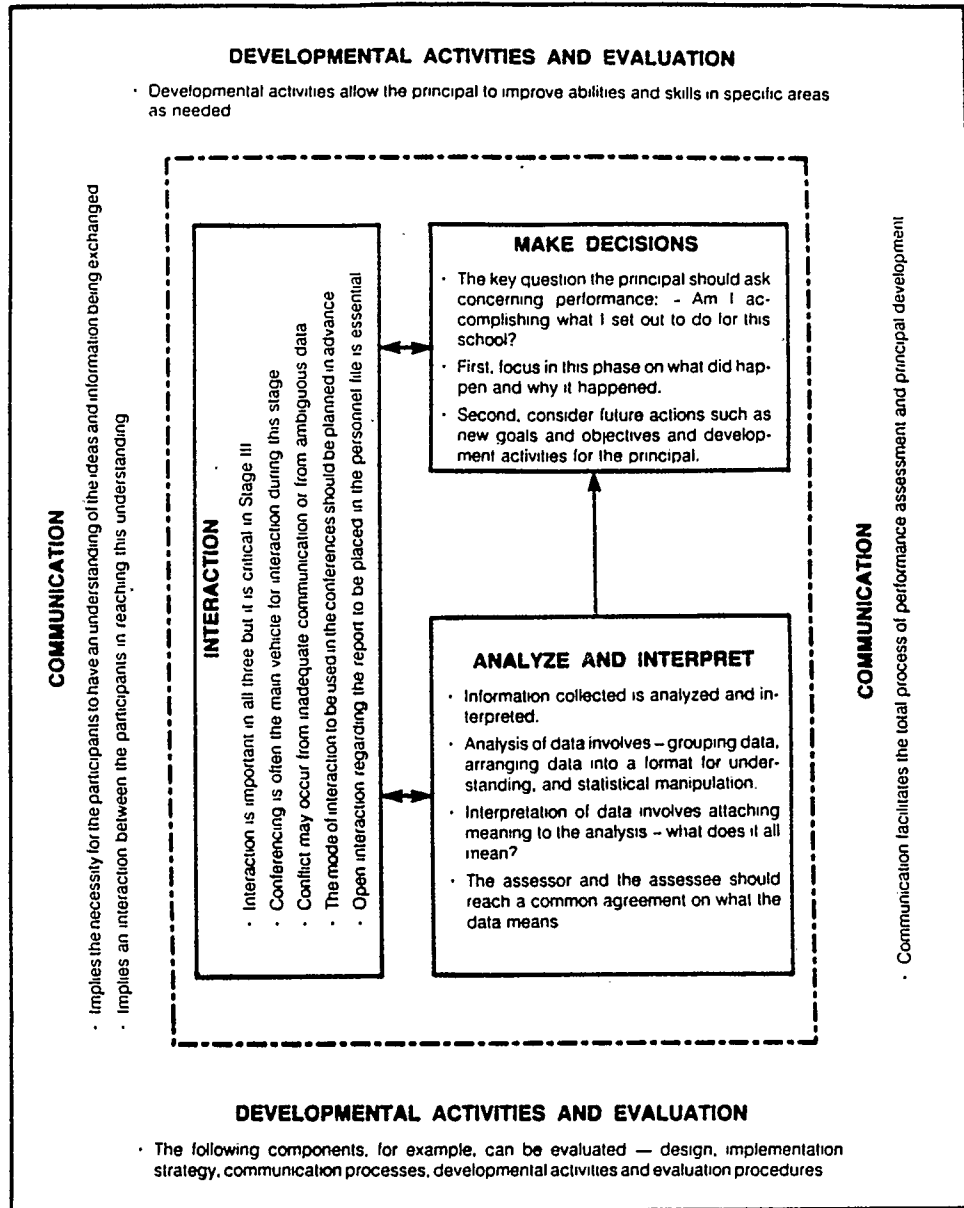 DEVELOPMENTAL ACTIVITIES AND EVALUATION
· Developmental activities allow the principal to improve abilities and skills in specific areas
as needed
COMMUNICATION
· Implies the necessity for the participants to have an understanding of the ideas and information being exchanged
· Implies an interaction between the participants in reaching this understanding
INTERACTION
· Interaction is important in all three but it is critical in Stage III
· Conferencing is often the main vehicle for interaction during this stage
· Conflict may occur from inadequate communication or from ambiguous data
· The mode of interaction to be used in the conferences should be planned in advance
· Open interaction regarding the report to be placed in the personnel file is essential
MAKE DECISIONS
· The key question the principal should ask
concerning performance: – Am I ac-
complishing what I set out to do for this
school?
· First, focus in this phase on what did hap-
pen and why it happened.
· Second, consider future actions such as
new goals and objectives and develop-
ment activities for the principal.
ANALYZE AND INTERPRET
· Information collected is analyzed and in-
terpreted.
· Analysis of data involves – grouping data,
arranging data into a format for under-
standing, and statistical manipulation.
· Interpretation of data involves attaching
meaning to the analysis – what does it all
mean?
· The assessor and the assessee should
reach a common agreement on what the
data means
COMMUNICATION
· Communication facilitates the total process of performance assessment and principal development
DEVELOPMENTAL ACTIVITIES AND EVALUATION
· The following components, for example, can be evaluated — design, implementation
strategy, communication processes, developmental activities and evaluation procedures